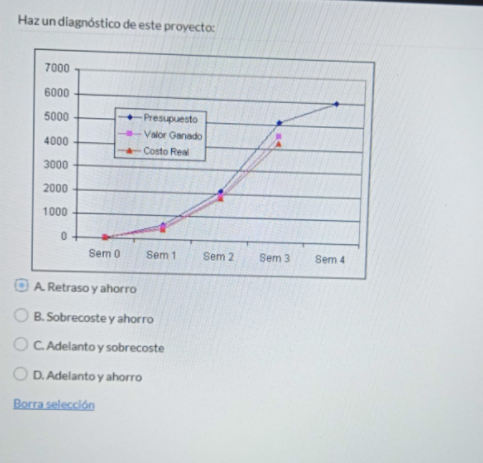 Haz un diagnóstico de este proyecto:
7000
6000
5000
4000
3000
2000
1000
0
Presupuesto
Valor Ganado
Costo Real
Sem 0 Sem 1 Sem 2 Sem 3 Sem 4
A. Retraso y ahorro
B. Sobrecoste y ahorro
C. Adelanto y sobrecoste
D. Adelanto y ahorro
Borra selección